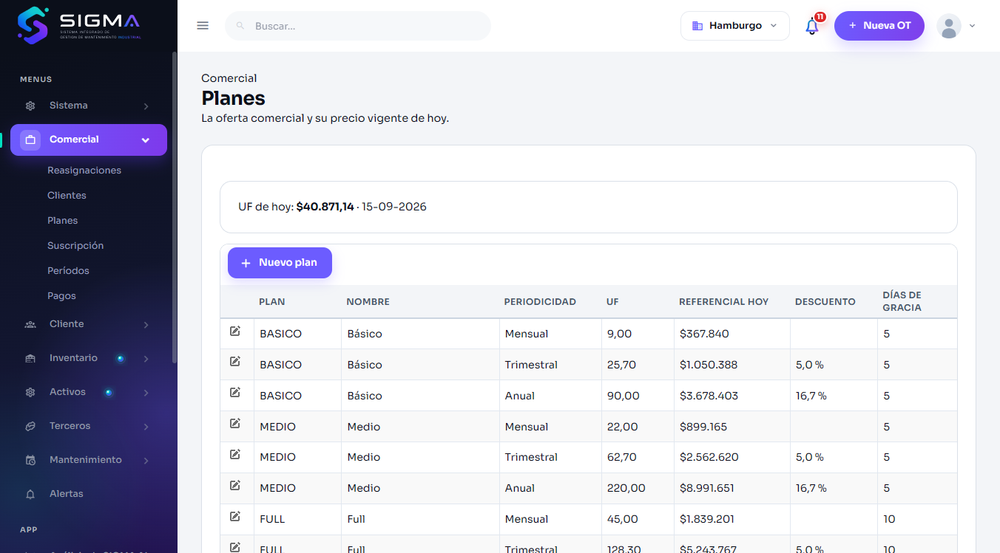 SIGMA
SISTEMA INTEGRADO DE
GESTION DE MANTENIMIENTO INDUSTRIAL
Buscar...
Hamburgo
11
+ Nueva OT
MENUS
Sistema
Comercial
Reasignaciones
Clientes
Planes
Suscripción
Períodos
Pagos
Cliente
Inventario
Activos
Terceros
Mantenimiento
Alertas
APP
Comercial
Planes
La oferta comercial y su precio vigente de hoy.
UF de hoy: $40.871,14 · 15-09-2026
+ Nuevo plan
PLAN NOMBRE PERIODICIDAD UF REFERENCIAL HOY DESCUENTO DÍAS DE GRACIA
BASICO Básico Mensual 9,00 $367.840 5
BASICO Básico Trimestral 25,70 $1.050.388 5,0 % 5
BASICO Básico Anual 90,00 $3.678.403 16,7 % 5
MEDIO Medio Mensual 22,00 $899.165 5
MEDIO Medio Trimestral 62,70 $2.562.620 5,0 % 5
MEDIO Medio Anual 220,00 $8.991.651 16,7 % 5
FULL Full Mensual 45,00 $1.839.201 10
FULL Full Trimestral 128,30 $5.243.767 5,0 % 10